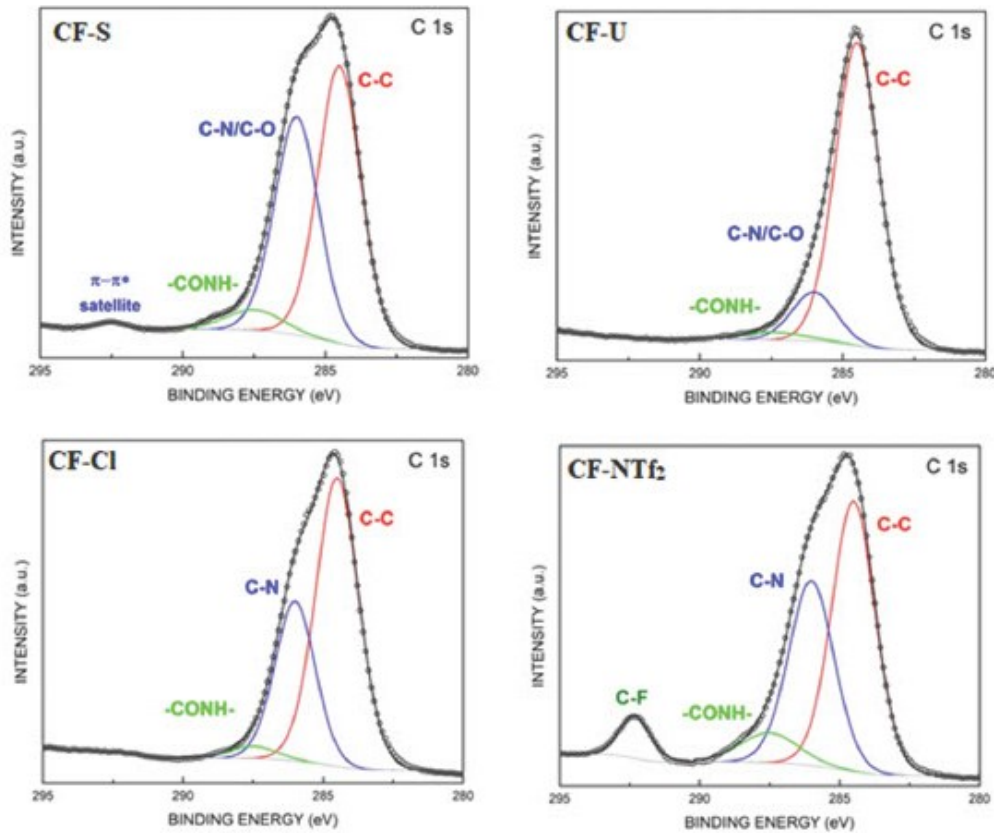 CF-S
C 1s
C-C
C-N/C-O
-CONH-
π–π*
satellite
INTENSITY (a.u.)
295 290 285 280
BINDING ENERGY (eV)
CF-U
C 1s
C-C
C-N/C-O
-CONH-
INTENSITY (a.u.)
295 290 285 280
BINDING ENERGY (eV)
CF-Cl
C 1s
C-C
C-N
-CONH-
INTENSITY (a.u.)
295 290 285 280
BINDING ENERGY (eV)
CF-NTf₂
C 1s
C-C
C-N
C-F
-CONH-
INTENSITY (a.u.)
295 290 285 280
BINDING ENERGY (eV)